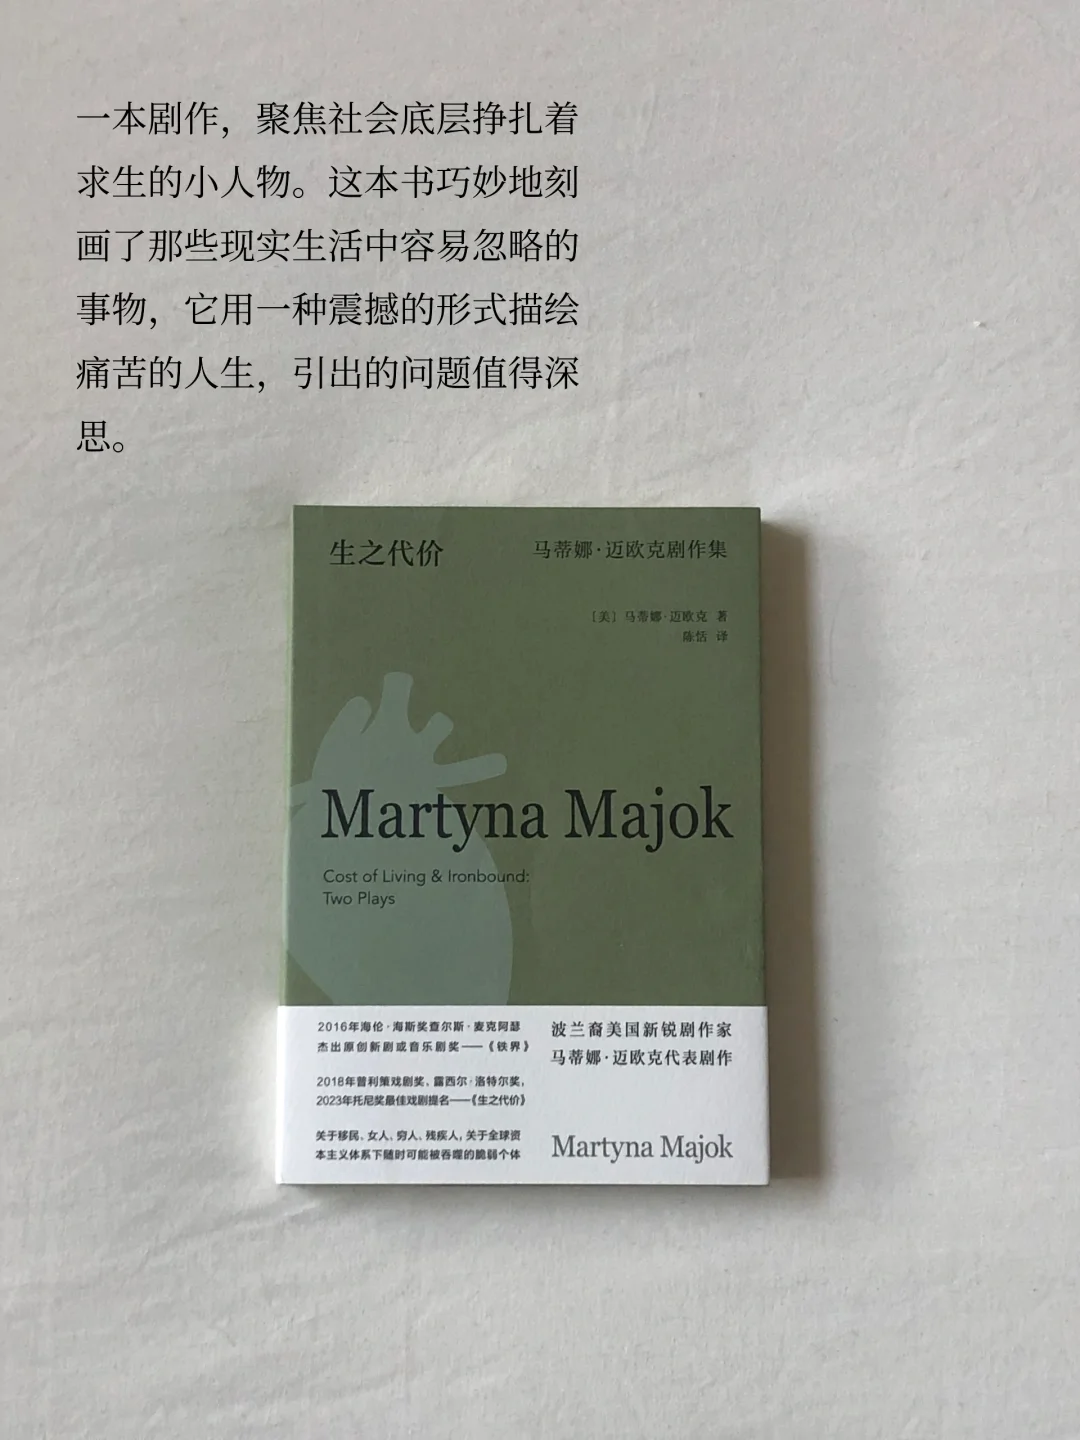 一本剧作，聚焦社会底层挣扎着
求生的小人物。这本书巧妙地刻
画了那些现实生活中容易忽略的
事物，它用一种震撼的形式描绘
痛苦的人生，引出的问题值得深
思。
生之代价
马蒂娜·迈欧克剧作集
［美］马蒂娜·迈欧克 著
陈恬 译
Martyna Majok
Cost of Living & Ironbound:
Two Plays
2016年海伦·海斯奖查尔斯·麦克阿瑟
杰出原创新剧或音乐剧奖——《铁界》
2018年普利策戏剧奖、露西尔·洛特尔奖，
2023年托尼奖最佳戏剧提名——《生之代价》
关于移民、女人、穷人、残疾人，关于全球资
本主义体系下随时可能被吞噬的脆弱个体
波兰裔美国新锐剧作家
马蒂娜·迈欧克代表剧作
Martyna Majok